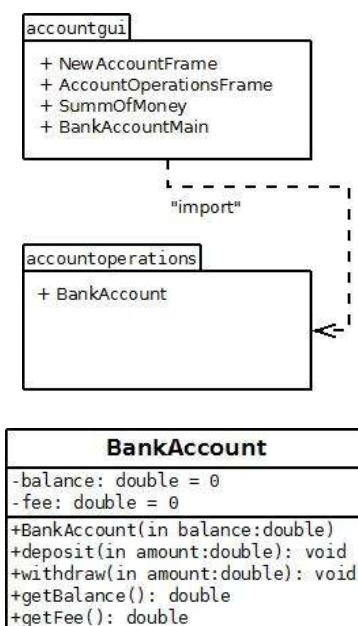 accountgui
+ NewAccountFrame
+ AccountOperationsFrame
+ SummOfMoney
+ BankAccountMain
"import"
accountoperations
+ BankAccount
BankAccount
-balance: double = 0
-fee: double = 0
+BankAccount(in balance:double)
+deposit(in amount:double): void
+withdraw(in amount:double): void
+getBalance(): double
+getFee(): double